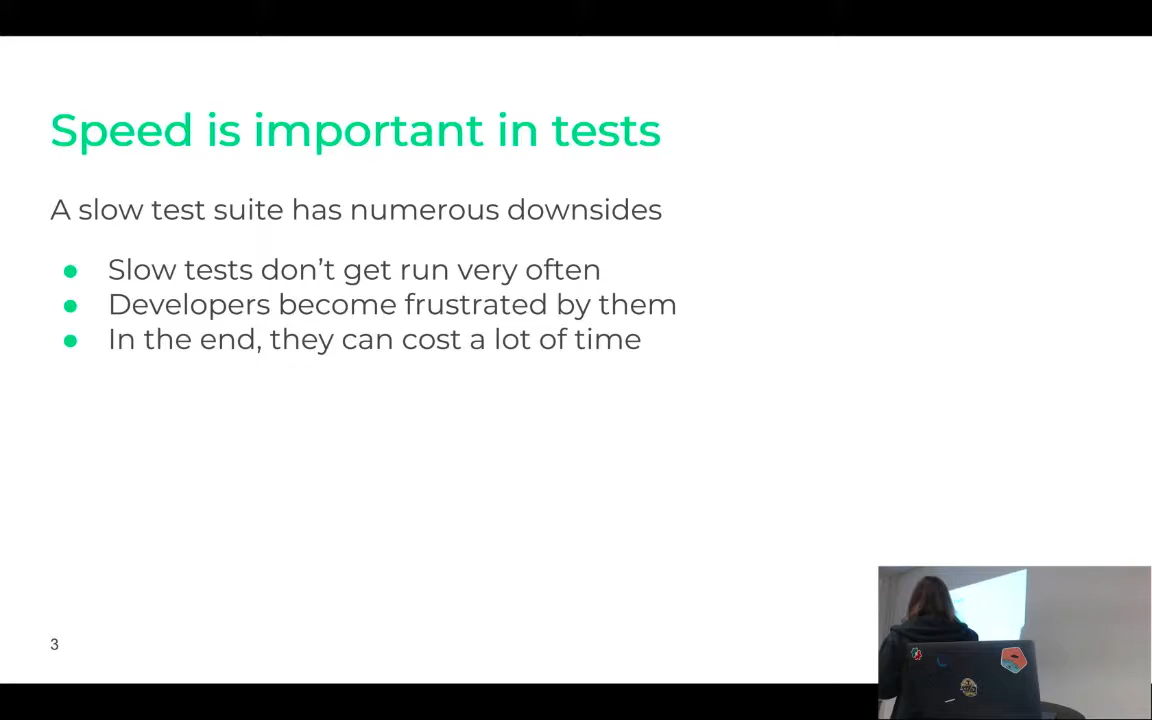 Speed is important in tests
A slow test suite has numerous downsides
● Slow tests don’t get run very often
● Developers become frustrated by them
● In the end, they can cost a lot of time
3